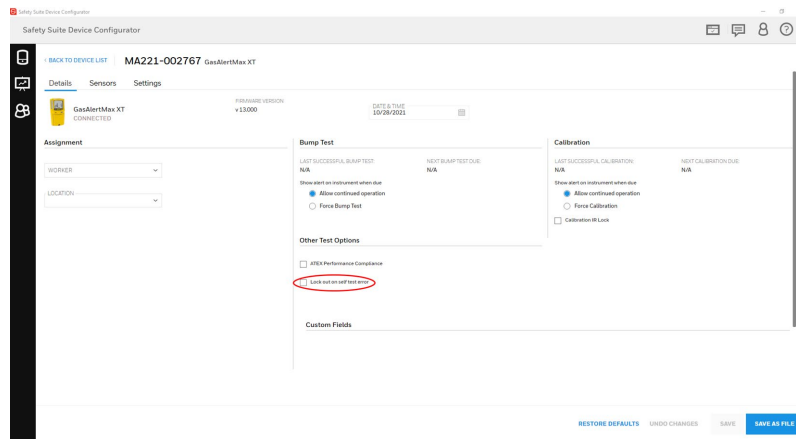 Safety Suite Device Configurator
Safety Suite Device Configurator
‹ BACK TO DEVICE LIST MA221-002767 GasAlertMax XT
Details Sensors Settings
GasAlertMax XT
CONNECTED
FIRMWARE VERSION:
v 13.000
DATE & TIME
10/28/2021
Assignment
WORKER
LOCATION
Bump Test
LAST SUCCESSFUL BUMP TEST: NEXT BUMP TEST DUE:
N/A N/A
Show alert on instrument when due
Allow continued operation
Force Bump Test
Other Test Options
ATEX Performance Compliance
Lock out on self test error
Custom Fields
Calibration
LAST SUCCESSFUL CALIBRATION: NEXT CALIBRATION DUE:
N/A N/A
Show alert on instrument when due
Allow continued operation
Force Calibration
Calibration IR Lock
RESTORE DEFAULTS UNDO CHANGES SAVE SAVE AS FILE